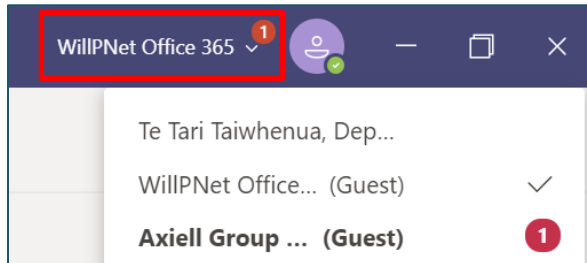 WillPNet Office 365 1
Te Tari Taiwhenua, Dep...
WillPNet Office... (Guest)
Axiell Group ... (Guest) 1